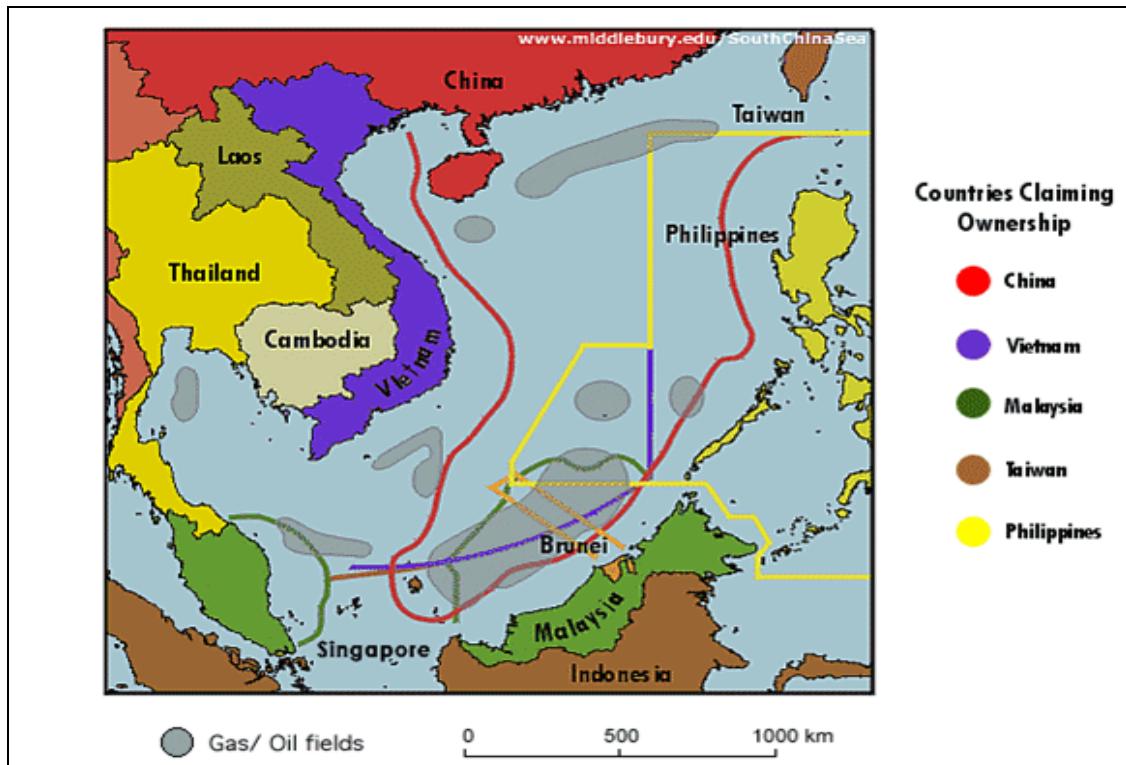 www.middlebury.edu/SouthChinaSea
China
Taiwan
Laos
Philippines
Thailand
Cambodia
Vietnam
Brunei
Malaysia
Singapore
Indonesia
Countries Claiming
Ownership
China
Vietnam
Malaysia
Taiwan
Philippines
Gas/ Oil fields
0 500 1000 km